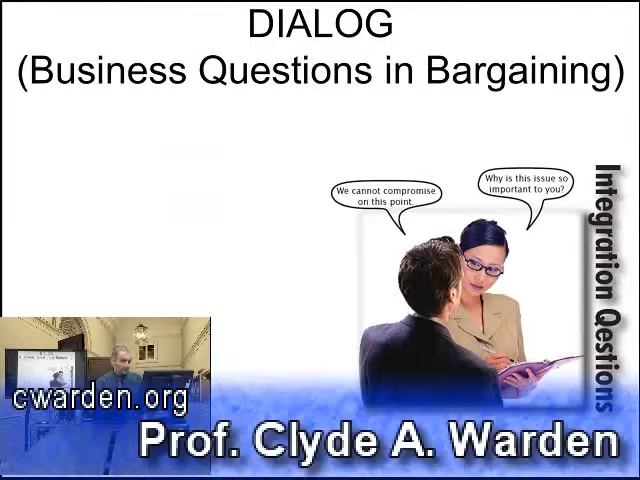 DIALOG
(Business Questions in Bargaining)
We cannot compromise
on this point.
Why is this issue so
important to you?
Integration Qestions
cwarden.org
Prof. Clyde A. Warden